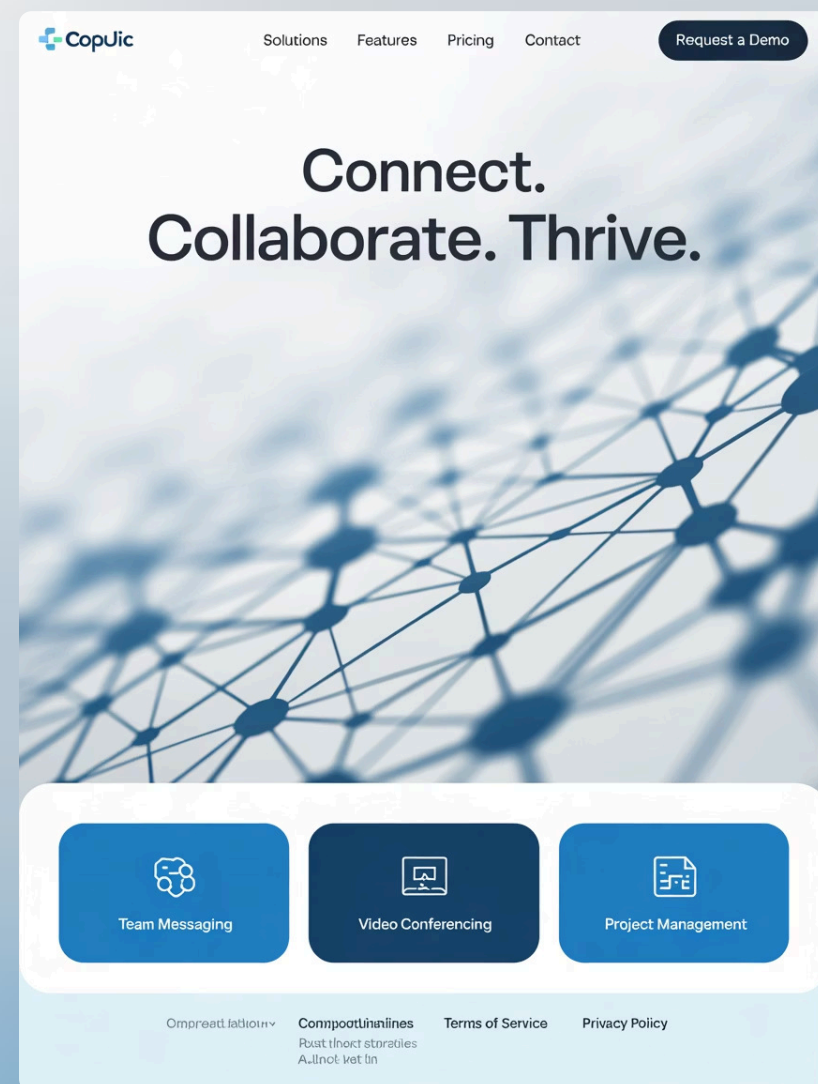 CopUic
Solutions Features Pricing Contact Request a Demo
Connect.
Collaborate. Thrive.
Team Messaging Video Conferencing Project Management
Terms of Service Privacy Policy